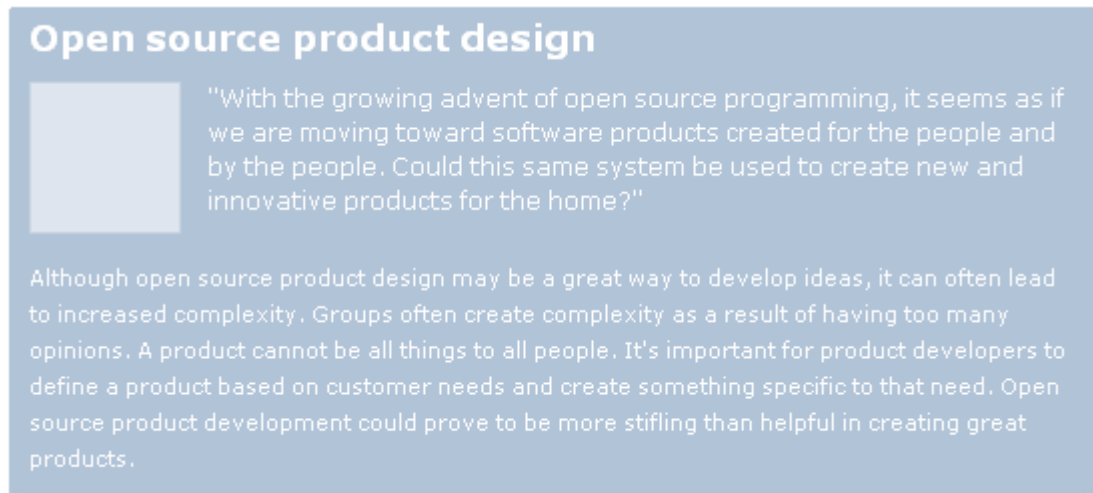 Open source product design
"With the growing advent of open source programming, it seems as if
we are moving toward software products created for the people and
by the people. Could this same system be used to create new and
innovative products for the home?"
Although open source product design may be a great way to develop ideas, it can often lead
to increased complexity. Groups often create complexity as a result of having too many
opinions. A product cannot be all things to all people. It's important for product developers to
define a product based on customer needs and create something specific to that need. Open
source product development could prove to be more stifling than helpful in creating great
products.